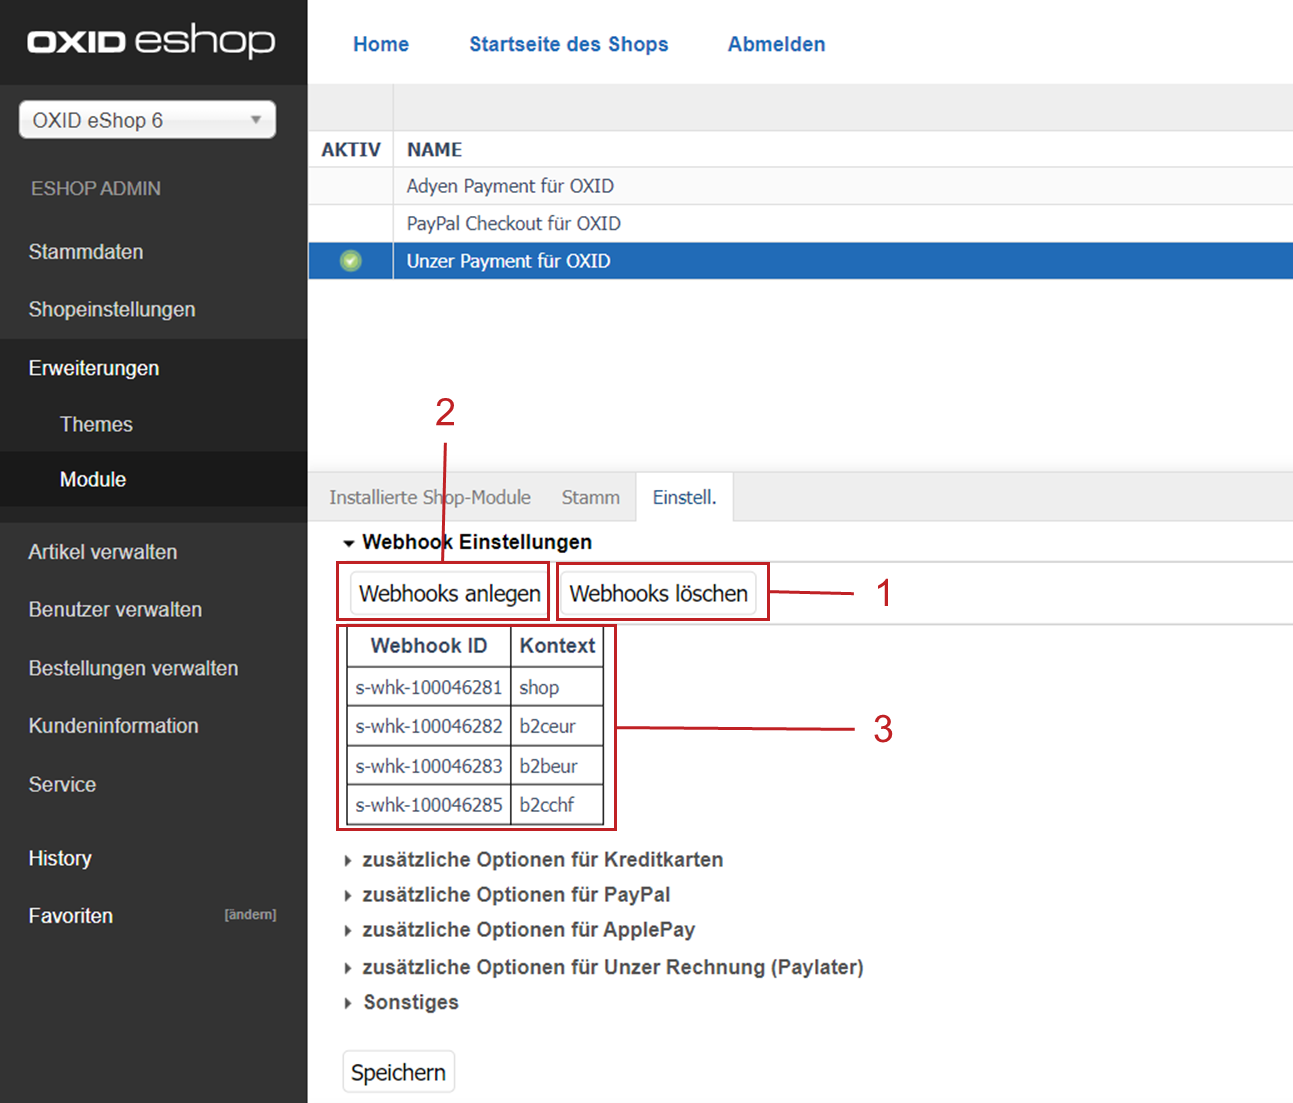 OXID eshop
Home Startseite des Shops Abmelden
OXID eShop 6
ESHOP ADMIN
Stammdaten
Shopeinstellungen
Erweiterungen
Themes
Module
Artikel verwalten
Benutzer verwalten
Bestellungen verwalten
Kundeninformation
Service
History
Favoriten [ändern]
AKTIV NAME
Adyen Payment für OXID
PayPal Checkout für OXID
Unzer Payment für OXID
2
Installierte Shop-Module Stamm Einstell.
Webhook Einstellungen
Webhooks anlegen Webhooks löschen 1
Webhook ID Kontext
s-whk-100046281 shop
s-whk-100046282 b2ceur
3
s-whk-100046283 b2beur
s-whk-100046285 b2cchf
zusätzliche Optionen für Kreditkarten
zusätzliche Optionen für PayPal
zusätzliche Optionen für ApplePay
zusätzliche Optionen für Unzer Rechnung (Paylater)
Sonstiges
Speichern